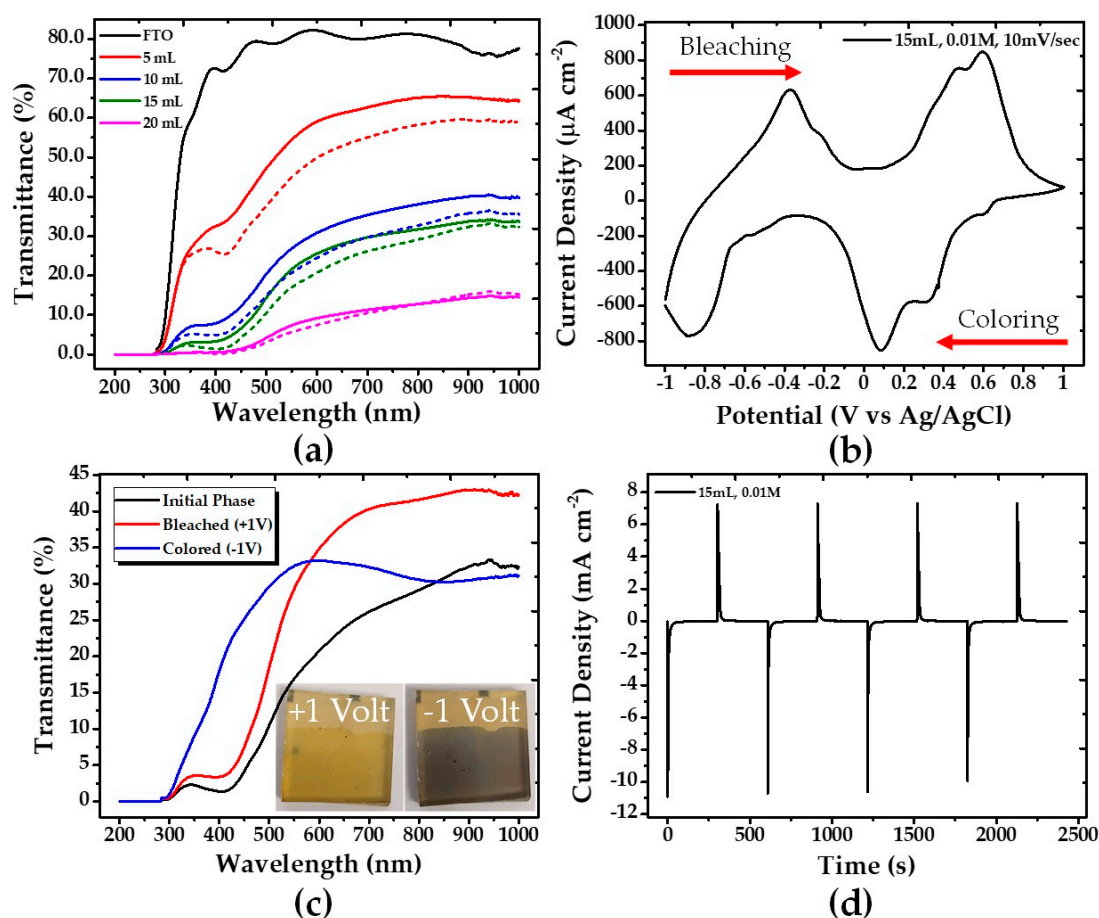 FTO
5 mL
10 mL
15 mL
20 mL
80.0
70.0
60.0
50.0
40.0
30.0
20.0
10.0
0.0
Transmittance (%)
200 300 400 500 600 700 800 900 1000
Wavelength (nm)
(a)
15mL, 0.01M, 10mV/sec
Bleaching
Coloring
1000
800
600
400
200
0
-200
-400
-600
-800
Current Density (µA cm-2)
-1 -0.8 -0.6 -0.4 -0.2 0 0.2 0.4 0.6 0.8 1
Potential (V vs Ag/AgCl)
(b)
Initial Phase
Bleached (+1V)
Colored (-1V)
45
40
35
30
25
20
15
10
5
0
Transmittance (%)
+1 Volt
-1 Volt
200 300 400 500 600 700 800 900 1000
Wavelength (nm)
(c)
15mL, 0.01M
8
6
4
2
0
-2
-4
-6
-8
-10
-12
Current Density (mA cm-2)
0 500 1000 1500 2000 2500
Time (s)
(d)